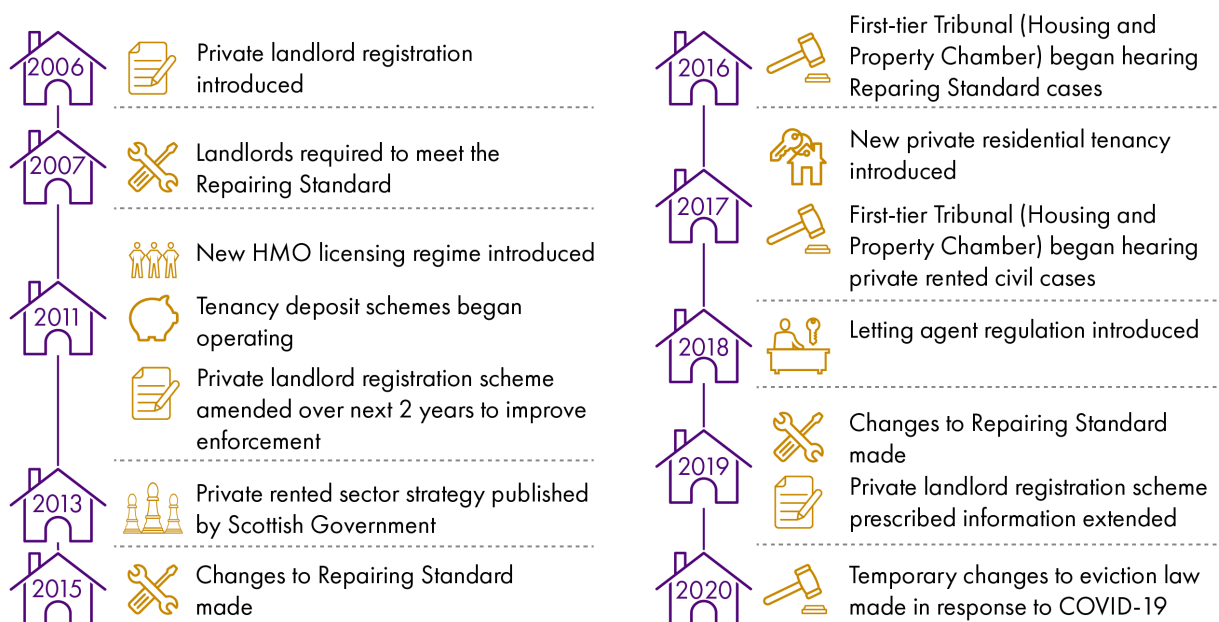 2006
Private landlord registration
introduced
2007
Landlords required to meet the
Repairing Standard
2011
New HMO licensing regime introduced
Tenancy deposit schemes began
operating
Private landlord registration scheme
amended over next 2 years to improve
enforcement
2013
Private rented sector strategy published
by Scottish Government
2015
Changes to Repairing Standard
made
2016
First-tier Tribunal (Housing and
Property Chamber) began hearing
Reparing Standard cases
2017
New private residential tenancy
introduced
First-tier Tribunal (Housing and
Property Chamber) began hearing
private rented civil cases
2018
Letting agent regulation introduced
2019
Changes to Repairing Standard
made
Private landlord registration scheme
prescribed information extended
2020
Temporary changes to eviction law
made in response to COVID-19